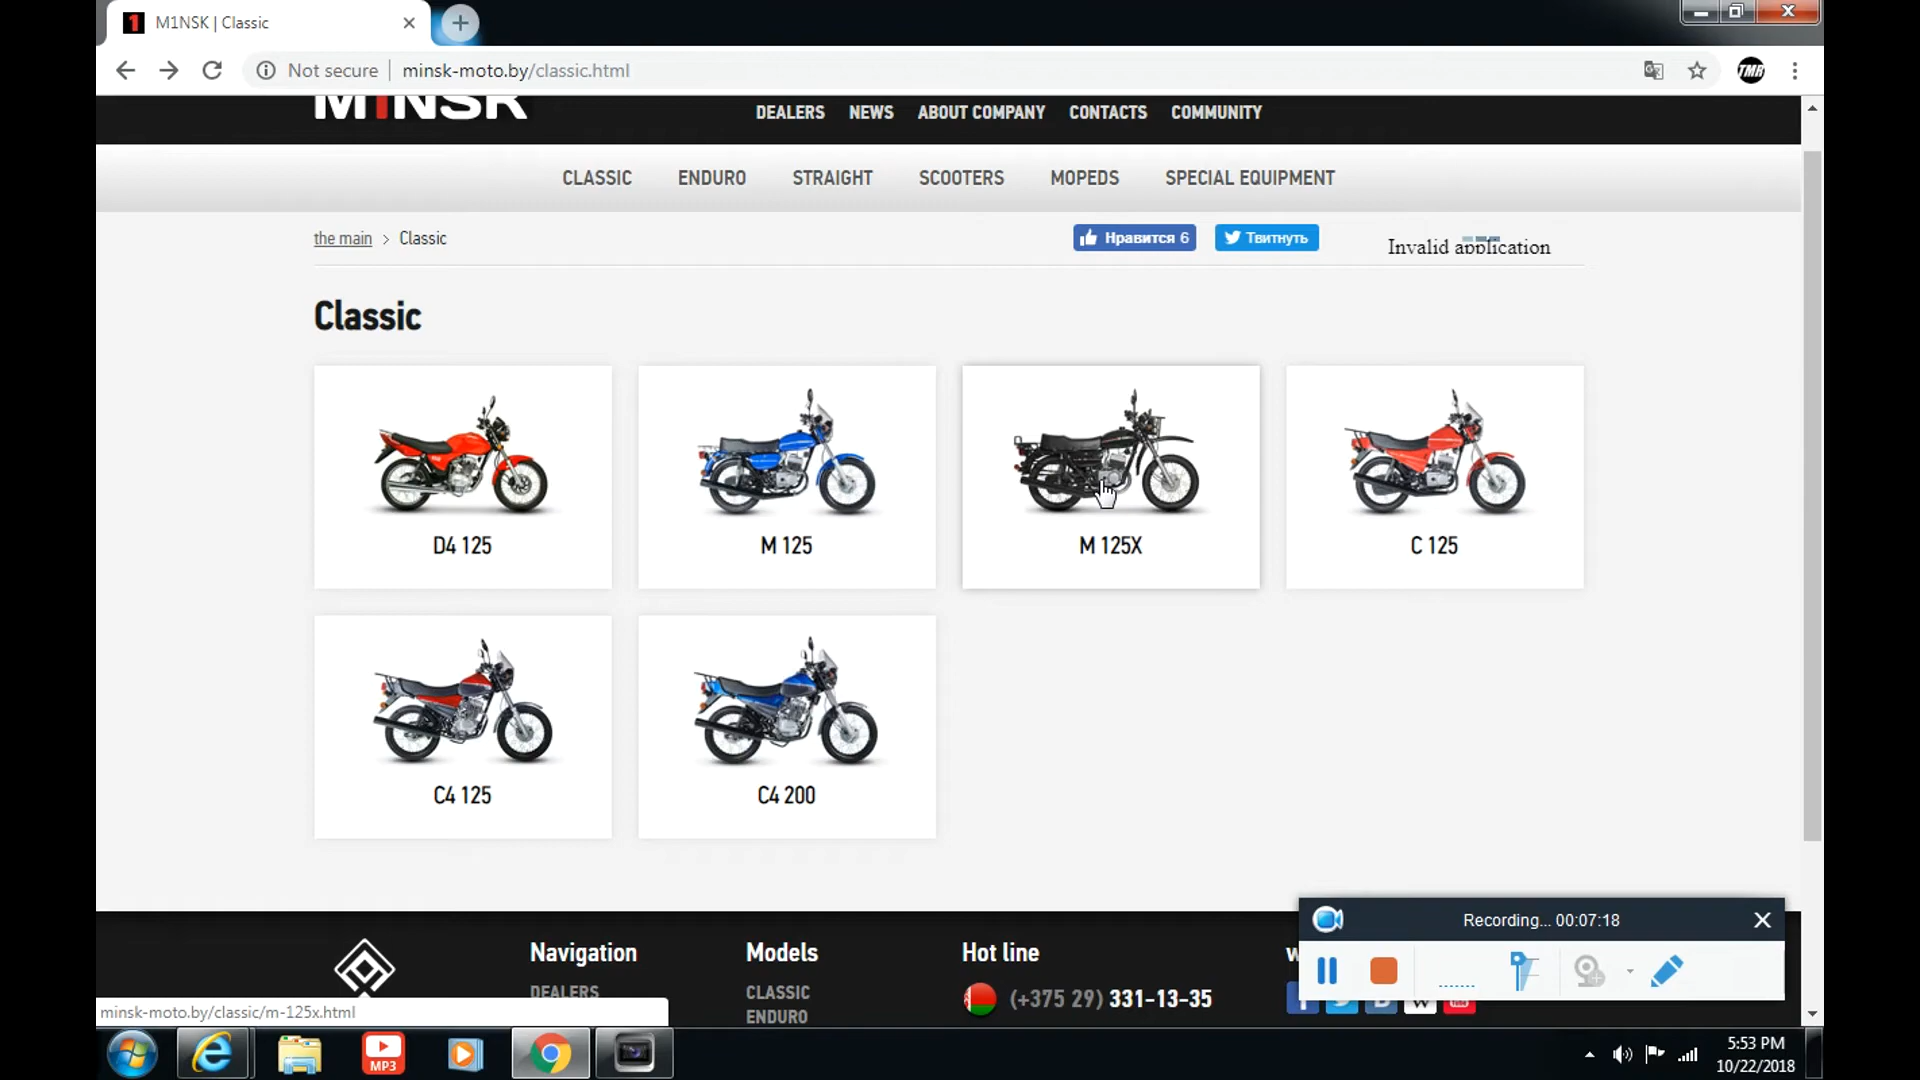 M1NSK | Classic
Not secure
minsk-moto.by/classic.html
TMR
M1NSK
DEALERS NEWS ABOUT COMPANY CONTACTS COMMUNITY
CLASSIC ENDURO STRAIGHT SCOOTERS MOPEDS SPECIAL EQUIPMENT
the main > Classic
Нравится 6
Твитнуть
Invalid application
Classic
D4 125
M 125
M 125X
C 125
C4 125
C4 200
Recording... 00:07:18
Navigation
Models
Hot line
DEALERS
CLASSIC
(+375 29) 331-13-35
ENDURO
minsk-moto.by/classic/m-125x.html
MP3
5:53 PM
10/22/2018